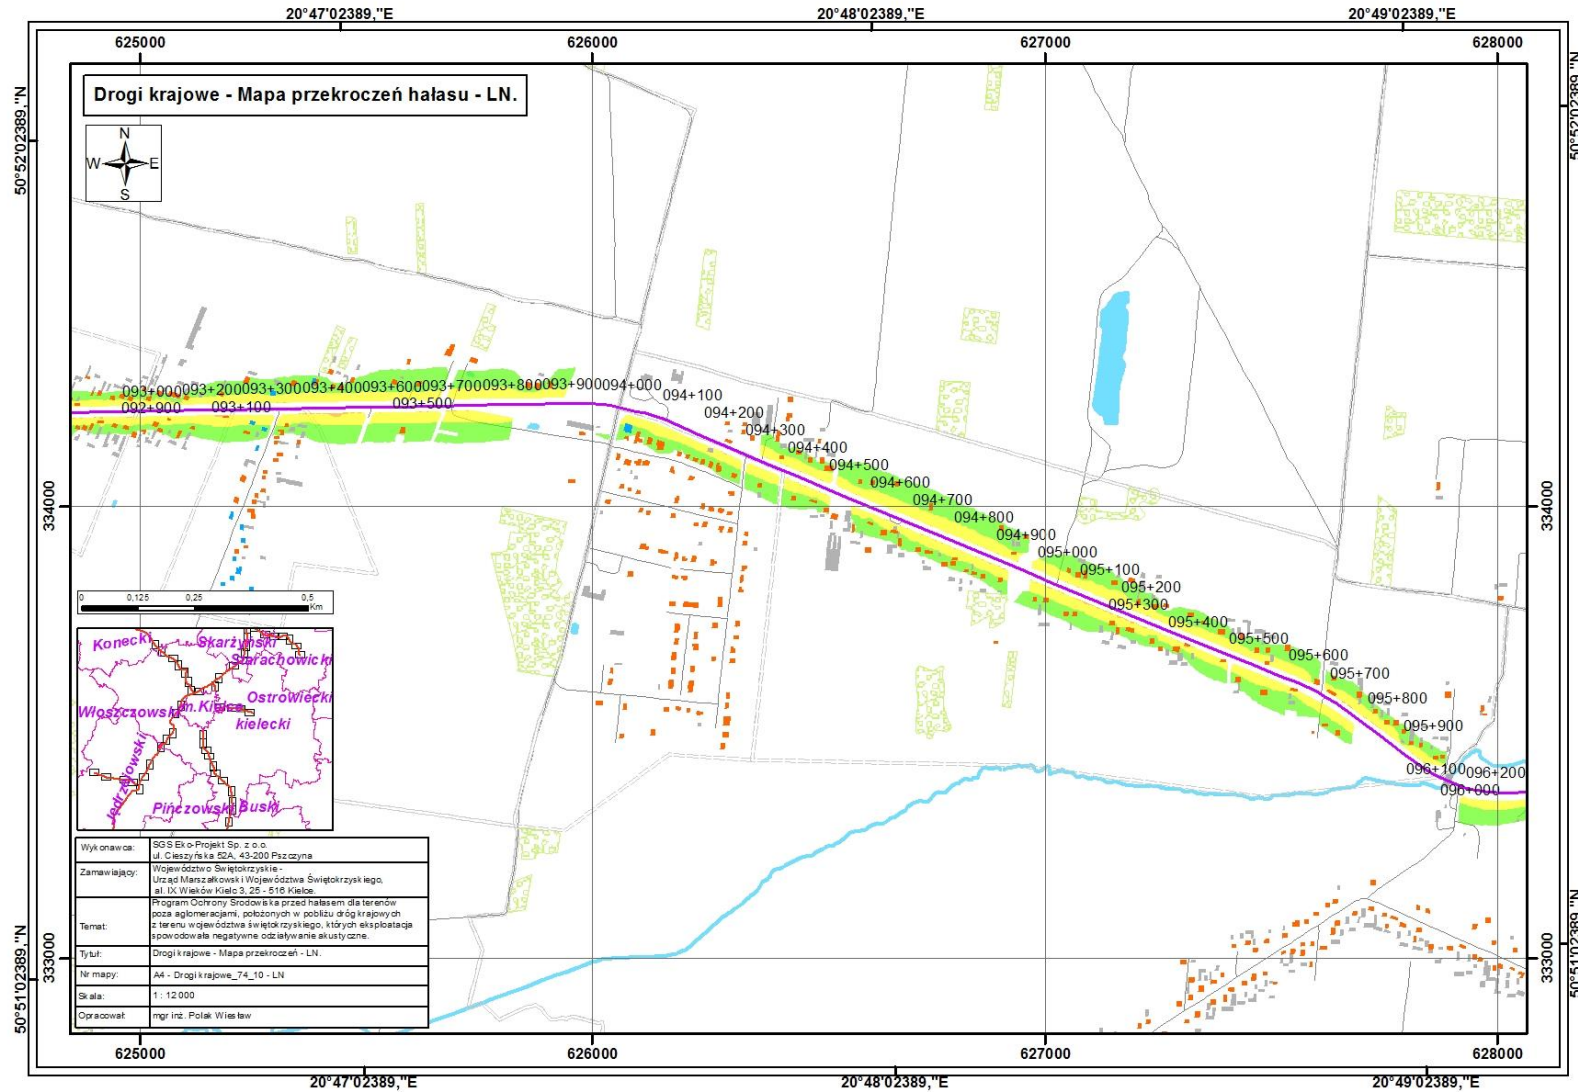 20°47'02389,"E
20°48'02389,"E
20°49'02389,"E
625000
626000
627000
628000
50°52'02389,"N
50°52'02389,"N
Drogi krajowe - Mapa przekroczeń hałasu - LN.
N
W
E
S
093+000
093+200
093+300
093+400
093+600
093+700
093+800
093+900
094+000
092+900
093+100
093+500
094+100
094+200
094+300
094+400
094+500
094+600
094+700
094+800
094+900
095+000
095+100
095+200
095+300
095+400
095+500
095+600
095+700
095+800
095+900
096+100
096+200
096+000
334000
334000
0
0,125
0,25
0,5
Km
Konecki
Skarżyski
Starachowicki
Ostrowiecki
Włoszczowski
m.Kielce
kielecki
Jędrzejowski
Pińczowski
Buski
Wykonawca:
SGS Eko-Projekt Sp. z o.o.
ul. Cieszyńska 52A, 43-200 Pszczyna
Zamawiający:
Województwo Świętokrzyskie -
Urząd Marszałkowski Województwa Świętokrzyskiego,
al. IX Wieków Kielc 3, 25 - 516 Kielce.
Temat:
Program Ochrony Środowiska przed hałasem dla terenów
poza aglomeracjami, położonych w pobliżu dróg krajowych
z terenu województwa świętokrzyskiego, których eksploatacja
spowodowała negatywne odziaływanie akustyczne.
Tytuł:
Drogi krajowe - Mapa przekroczeń - LN.
Nr mapy:
A4 - Drogi krajowe_74_10 - LN
Skala:
1 : 12 000
Opracował:
mgr inż. Polak Wiesław
333000
333000
50°51'02389,"N
50°51'02389,"N
625000
626000
627000
628000
20°47'02389,"E
20°48'02389,"E
20°49'02389,"E